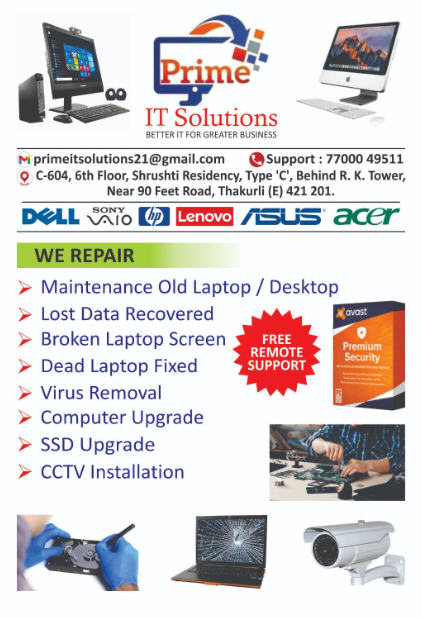 Prime
IT Solutions
BETTER IT FOR GREATER BUSINESS
primeitsolutions21@gmail.com Support : 77000 49511
C-604, 6th Floor, Shrushti Residency, Type 'C', Behind R. K. Tower,
Near 90 Feet Road, Thakurli (E) 421 201.
DELL SONY VAIO hp Lenovo ASUS acer
WE REPAIR
Maintenance Old Laptop / Desktop
Lost Data Recovered
Broken Laptop Screen
Dead Laptop Fixed
Virus Removal
Computer Upgrade
SSD Upgrade
CCTV Installation
FREE
REMOTE
SUPPORT
avast
Premium
Security